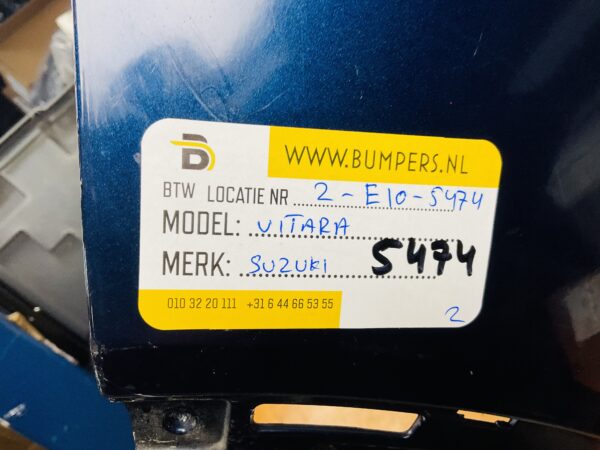 B
WWW.BUMPERS.NL
BTW LOCATIE NR 2-E10-5474
MODEL: VITARA
MERK: SUZUKI 5474
010 32 20 111 +31 6 44 66 53 55
2